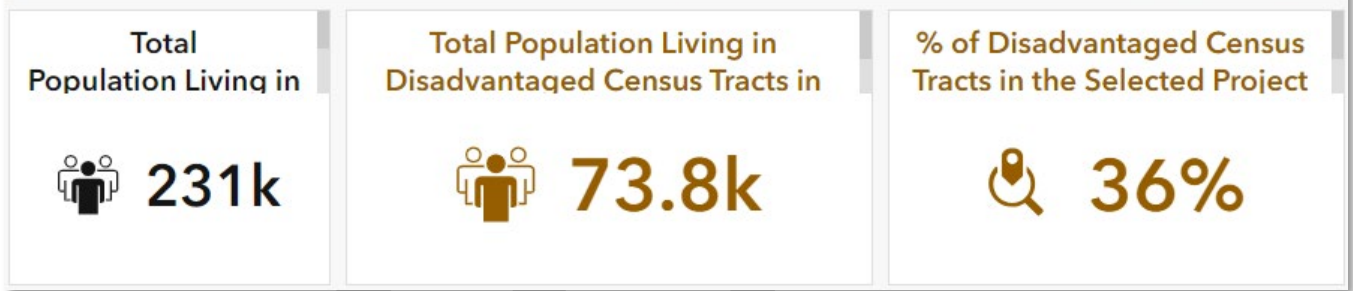 Total
Population Living in
231k
Total Population Living in
Disadvantaged Census Tracts in
73.8k
% of Disadvantaged Census
Tracts in the Selected Project
36%